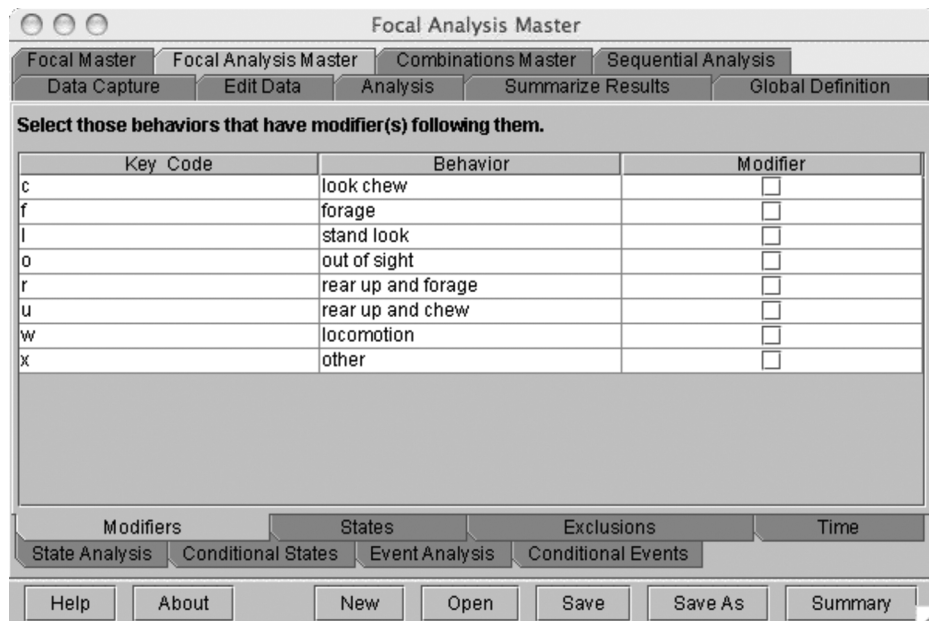 Focal Analysis Master
Focal Master Focal Analysis Master Combinations Master Sequential Analysis
Data Capture Edit Data Analysis Summarize Results Global Definition
Select those behaviors that have modifier(s) following them.
Key Code Behavior Modifier
c look chew
f forage
l stand look
o out of sight
r rear up and forage
u rear up and chew
w locomotion
x other
Modifiers States Exclusions Time
State Analysis Conditional States Event Analysis Conditional Events
Help About New Open Save Save As Summary